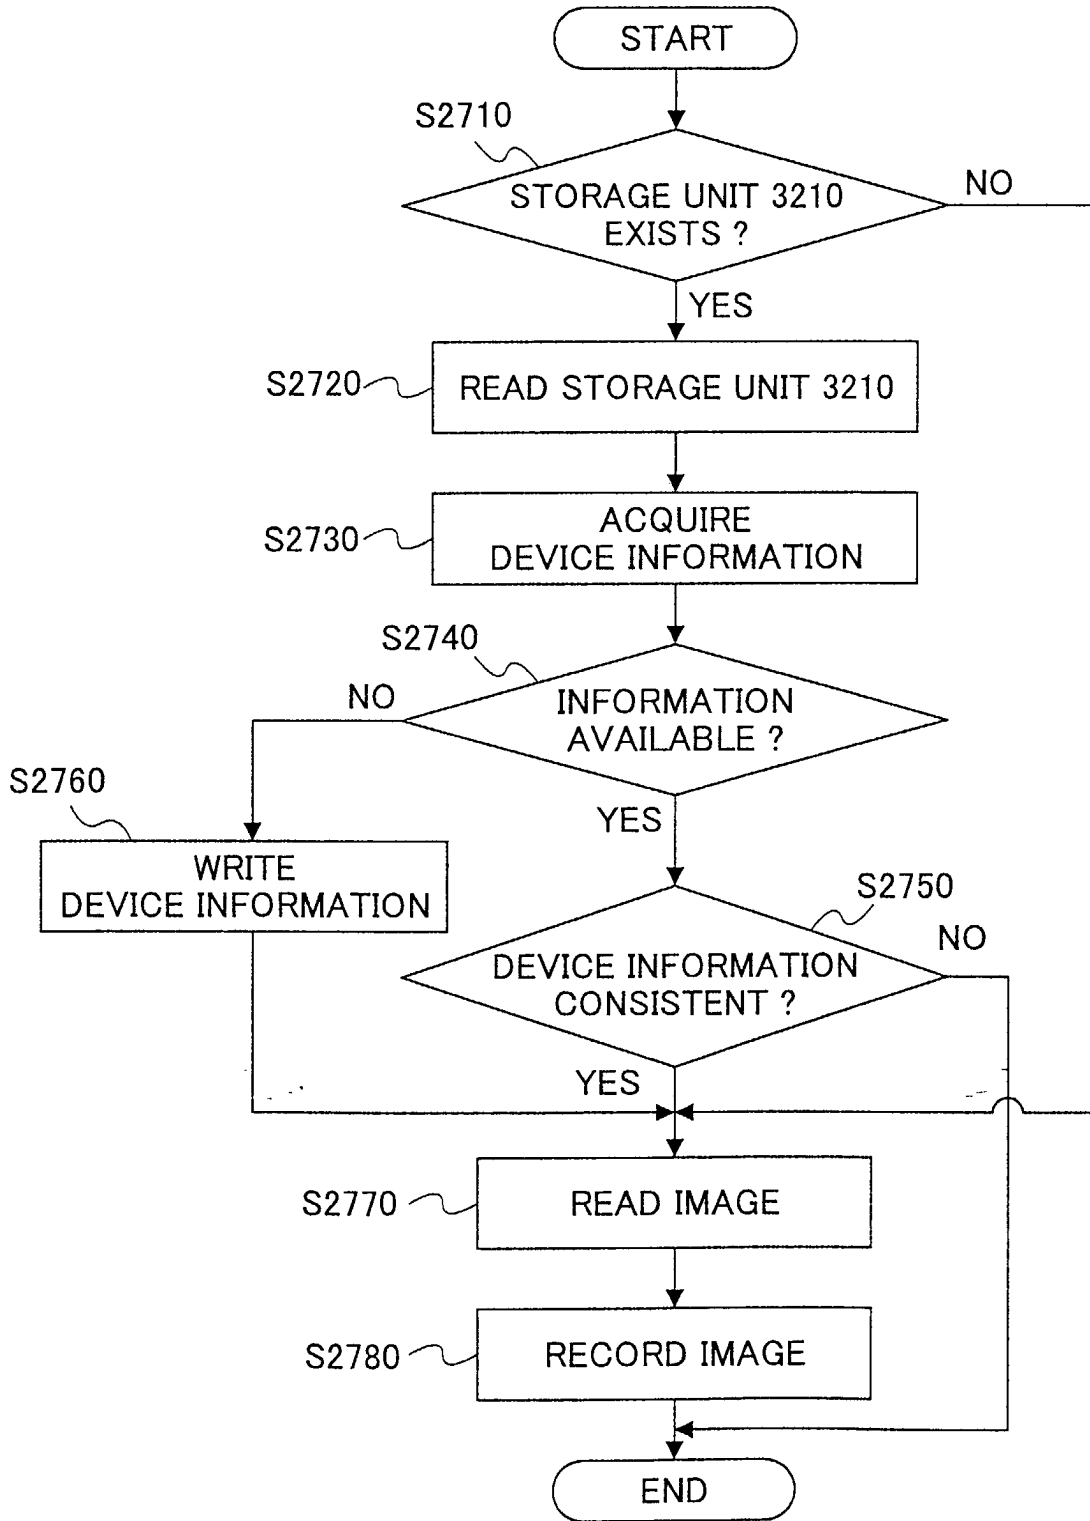 START
S2710
STORAGE UNIT 3210
EXISTS ?
NO
YES
S2720
READ STORAGE UNIT 3210
S2730
ACQUIRE
DEVICE INFORMATION
S2740
NO
INFORMATION
AVAILABLE ?
YES
S2760
WRITE
DEVICE INFORMATION
S2750
NO
DEVICE INFORMATION
CONSISTENT ?
YES
S2770
READ IMAGE
S2780
RECORD IMAGE
END